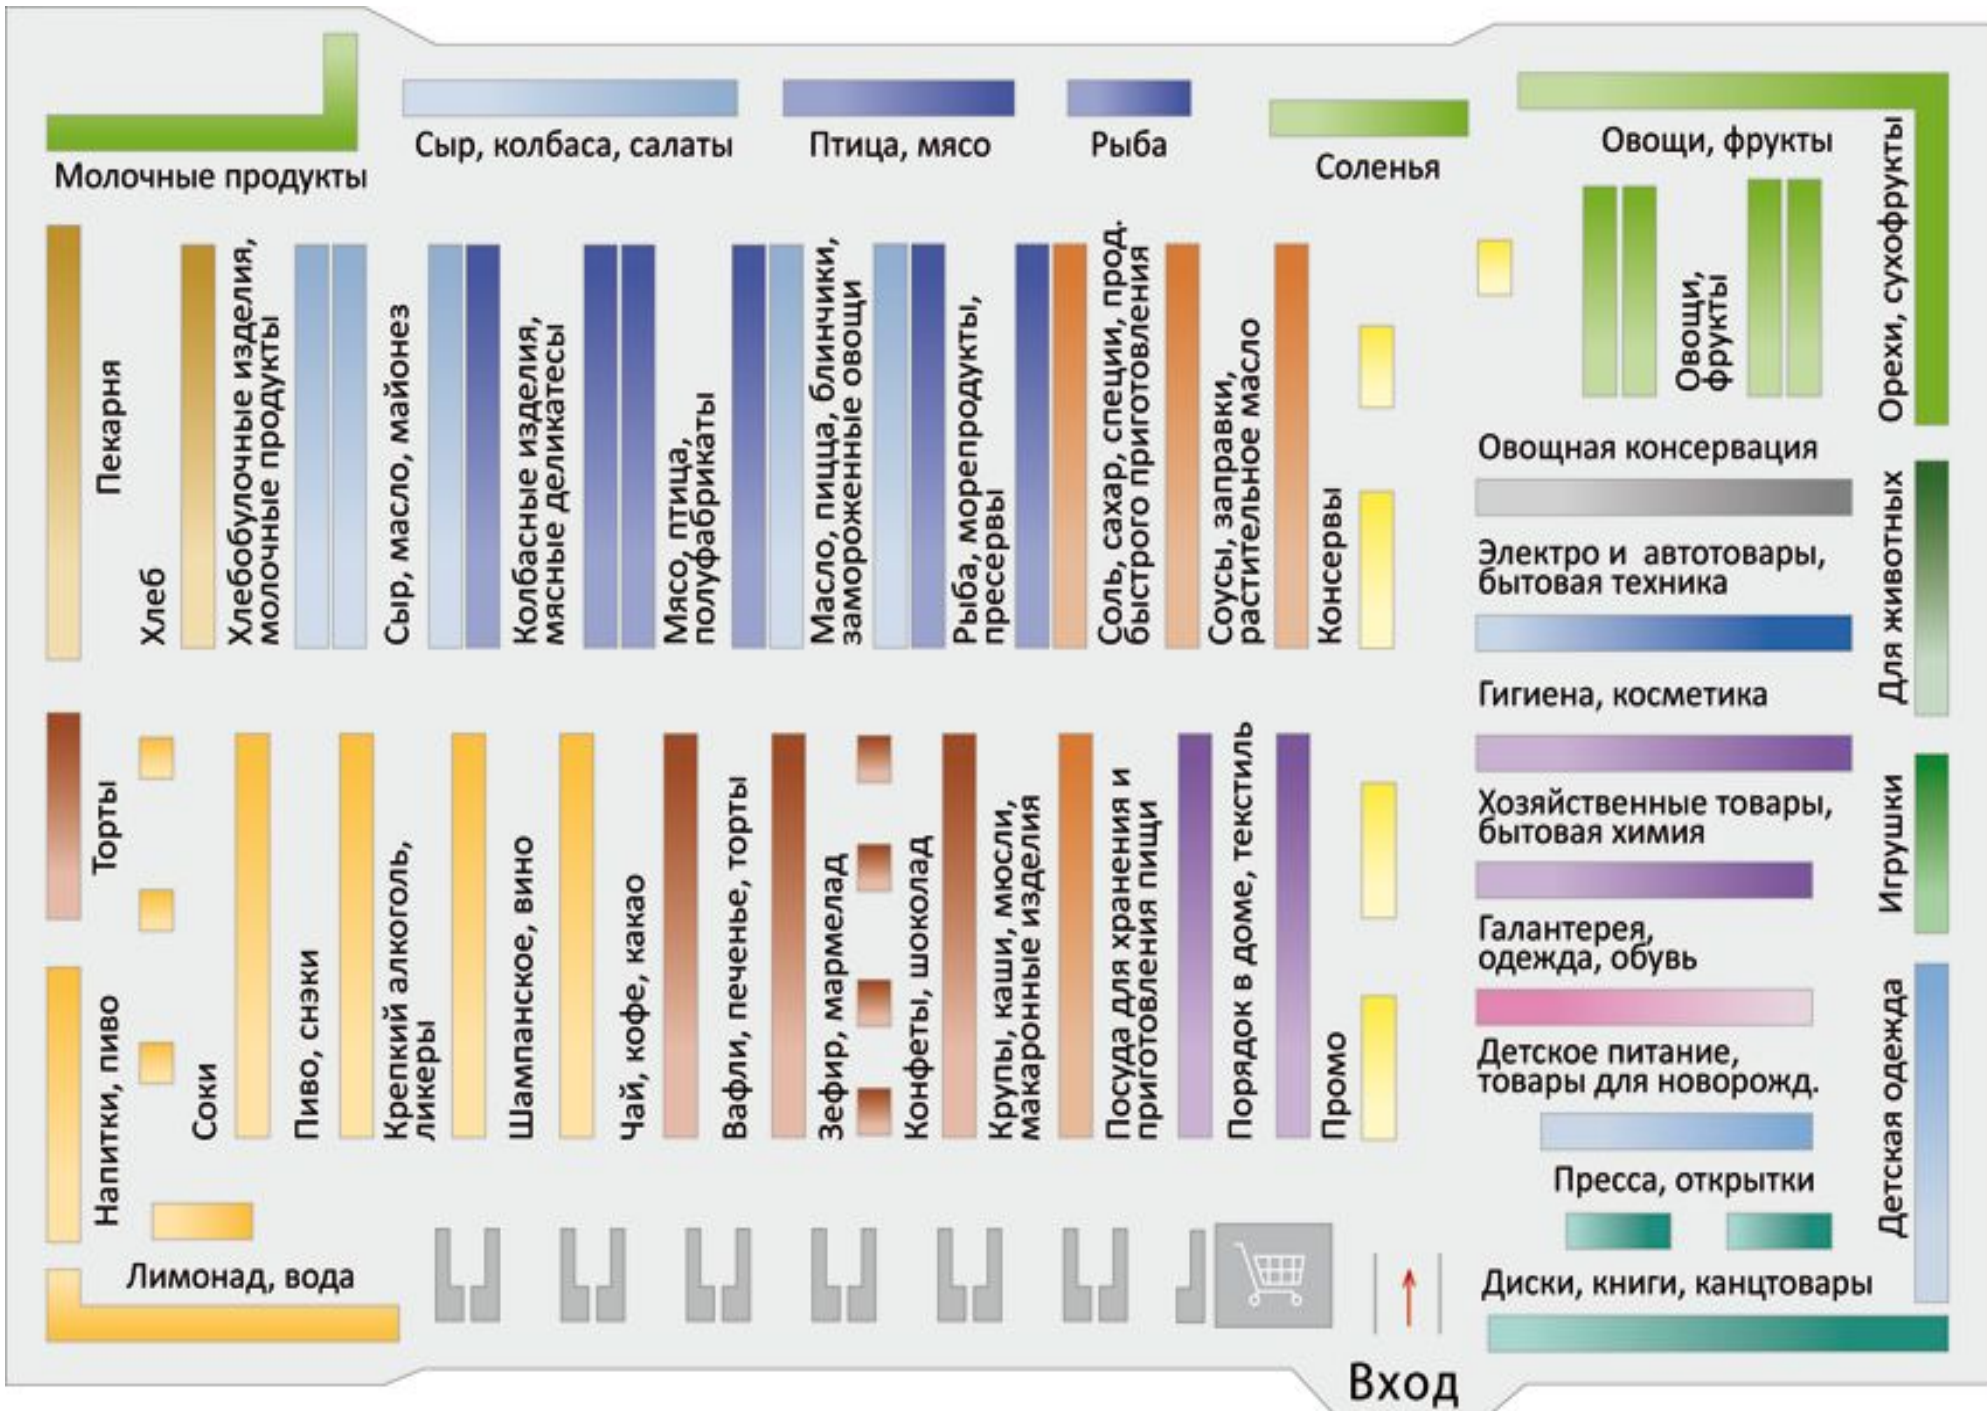 Молочные продукты
Сыр, колбаса, салаты
Птица, мясо
Рыба
Соленья
Овощи, фрукты
Орехи, сухофрукты
Пекарня
Хлеб
Хлебобулочные изделия,
молочные продукты
Сыр, масло, майонез
Колбасные изделия,
мясные деликатесы
Мясо, птица,
полуфабрикаты
Масло, пицца, блинчики,
замороженные овощи
Рыба, морепродукты,
пресервы
Соль, сахар, специи, прод.
быстрого приготовления
Соусы, заправки,
растительное масло
Консервы
Овощи,
фрукты
Овощная консервация
Электро и автотовары,
бытовая техника
Гигиена, косметика
Для животных
Торты
Напитки, пиво
Соки
Пиво, снэки
Крепкий алкоголь,
ликеры
Шампанское, вино
Чай, кофе, какао
Вафли, печенье, торты
Зефир, мармелад
Конфеты, шоколад
Крупы, каши, мюсли,
макаронные изделия
Посуда для хранения и
приготовления пищи
Порядок в доме, текстиль
Промо
Хозяйственные товары,
бытовая химия
Игрушки
Галантерея,
одежда, обувь
Детское питание,
товары для новорожд.
Детская одежда
Пресса, открытки
Лимонад, вода
Диски, книги, канцтовары
Вход